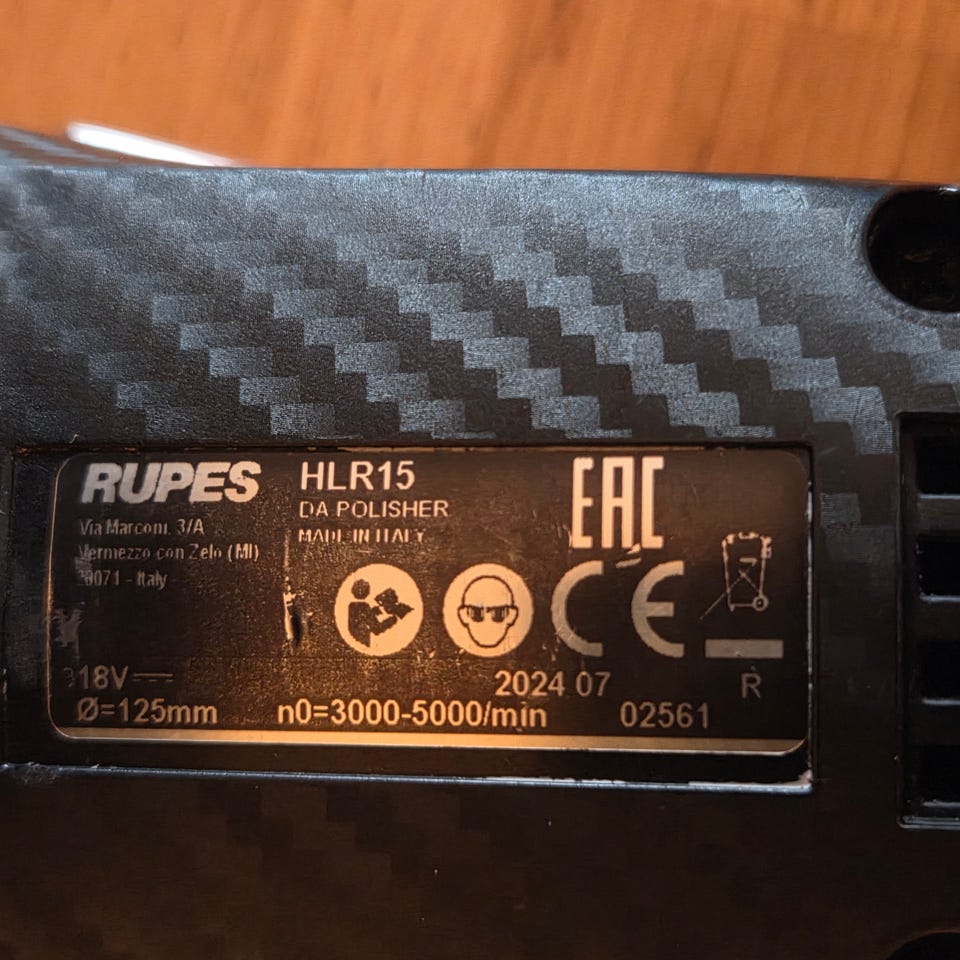 RUPES
Via Marconi, 3/A
Vermezzo con Zelo (MI)
20071 - Italy
HLR15
DA POLISHER
MADE IN ITALY
EAC
CE
18V
Ø=125mm
n0=3000-5000/min
2024 07
02561
R